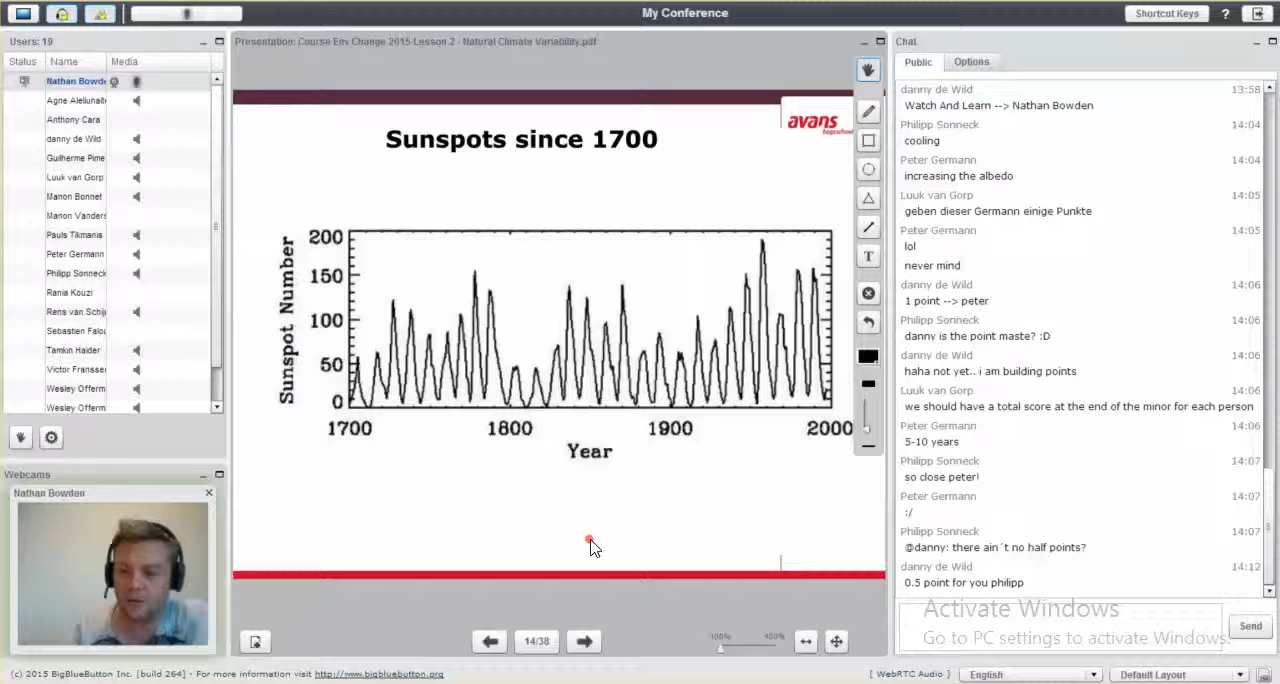 My Conference
Shortcut Keys
?
Users: 19
Status Name Media
Nathan Bowde
Agne Aleliunait
Anthony Cara
danny de Wild
Guilherme Pime
Luuk van Gorp
Manon Bonnet
Manon Vanders
Pauls Tikmanis
Peter Germann
Philipp Sonneck
Rania Kouzi
Rens van Schij
Sebastien Falou
Tamkin Haider
Victor Franssen
Wesley Offerm
Wesley Offerm
Webcams
Nathan Bowden
Presentation: Course Env Change 2015 Lesson 2 - Natural Climate Variability.pdf
avans
hogeschool
Sunspots since 1700
Sunspot Number
200
150
100
50
0
1700 1800 1900 2000
Year
T
14/38
100% 400%
Chat
Public Options
danny de Wild 13:58
Watch And Learn --> Nathan Bowden
Philipp Sonneck 14:04
cooling
Peter Germann 14:04
increasing the albedo
Luuk van Gorp 14:05
geben dieser Germann einige Punkte
Peter Germann 14:05
lol
never mind
danny de Wild 14:06
1 point --> peter
Philipp Sonneck 14:06
danny is the point maste? :D
danny de Wild 14:06
haha not yet.. i am building points
Luuk van Gorp 14:06
we should have a total score at the end of the minor for each person
Peter Germann 14:06
5-10 years
Philipp Sonneck 14:07
so close peter!
Peter Germann 14:07
:/
Philipp Sonneck 14:07
@danny: there ain´t no half points?
danny de Wild 14:12
0.5 point for you philipp
Activate Windows
Go to PC settings to activate Windows.
Send
(c) 2015 BigBlueButton Inc. [build 264] - For more information visit http://www.bigbluebutton.org
[ WebRTC Audio ]
English
Default Layout